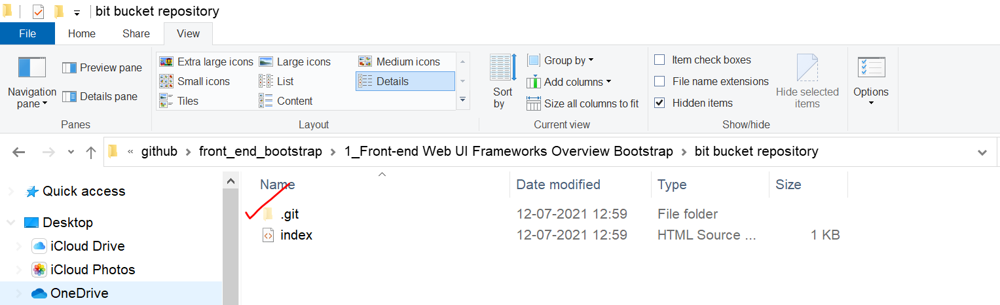 bit bucket repository
File Home Share View
Navigation pane
Preview pane
Details pane
Panes
Extra large icons Large icons Medium icons
Small icons List Details
Tiles Content
Layout
Sort by
Group by
Add columns
Size all columns to fit
Current view
Item check boxes
File name extensions
Hidden items
Hide selected items
Show/hide
Options
« github > front_end_bootstrap > 1_Front-end Web UI Frameworks Overview Bootstrap > bit bucket repository
Quick access
Desktop
iCloud Drive
iCloud Photos
OneDrive
Name Date modified Type Size
.git 12-07-2021 12:59 File folder
index 12-07-2021 12:59 HTML Source ... 1 KB